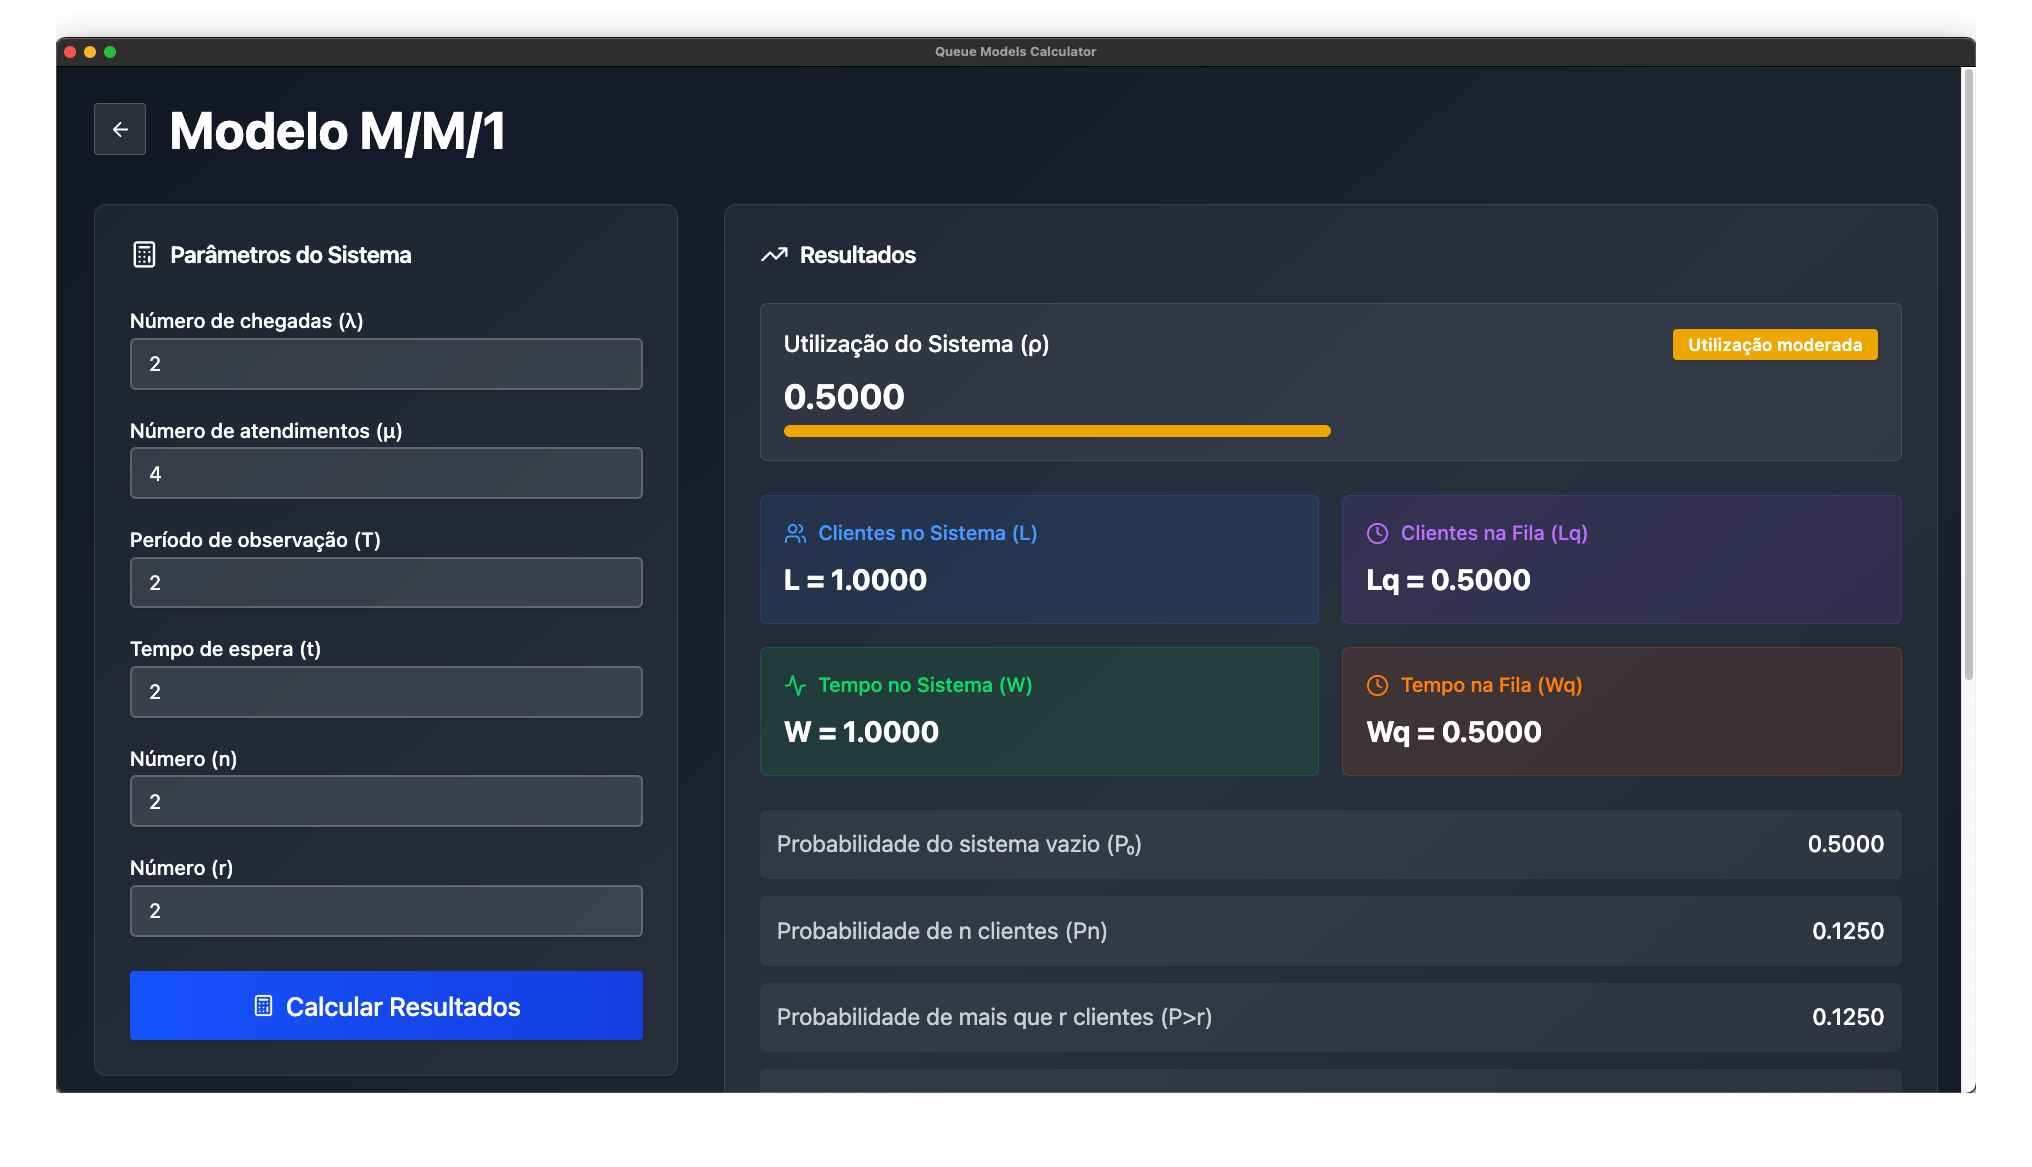 Queue Models Calculator
Modelo M/M/1
Parâmetros do Sistema
Número de chegadas (λ)
2
Número de atendimentos (μ)
4
Período de observação (T)
2
Tempo de espera (t)
2
Número (n)
2
Número (r)
2
Calcular Resultados
Resultados
Utilização do Sistema (ρ)
Utilização moderada
0.5000
Clientes no Sistema (L)
L = 1.0000
Clientes na Fila (Lq)
Lq = 0.5000
Tempo no Sistema (W)
W = 1.0000
Tempo na Fila (Wq)
Wq = 0.5000
Probabilidade do sistema vazio (P₀) 0.5000
Probabilidade de n clientes (Pn) 0.1250
Probabilidade de mais que r clientes (P>r) 0.1250